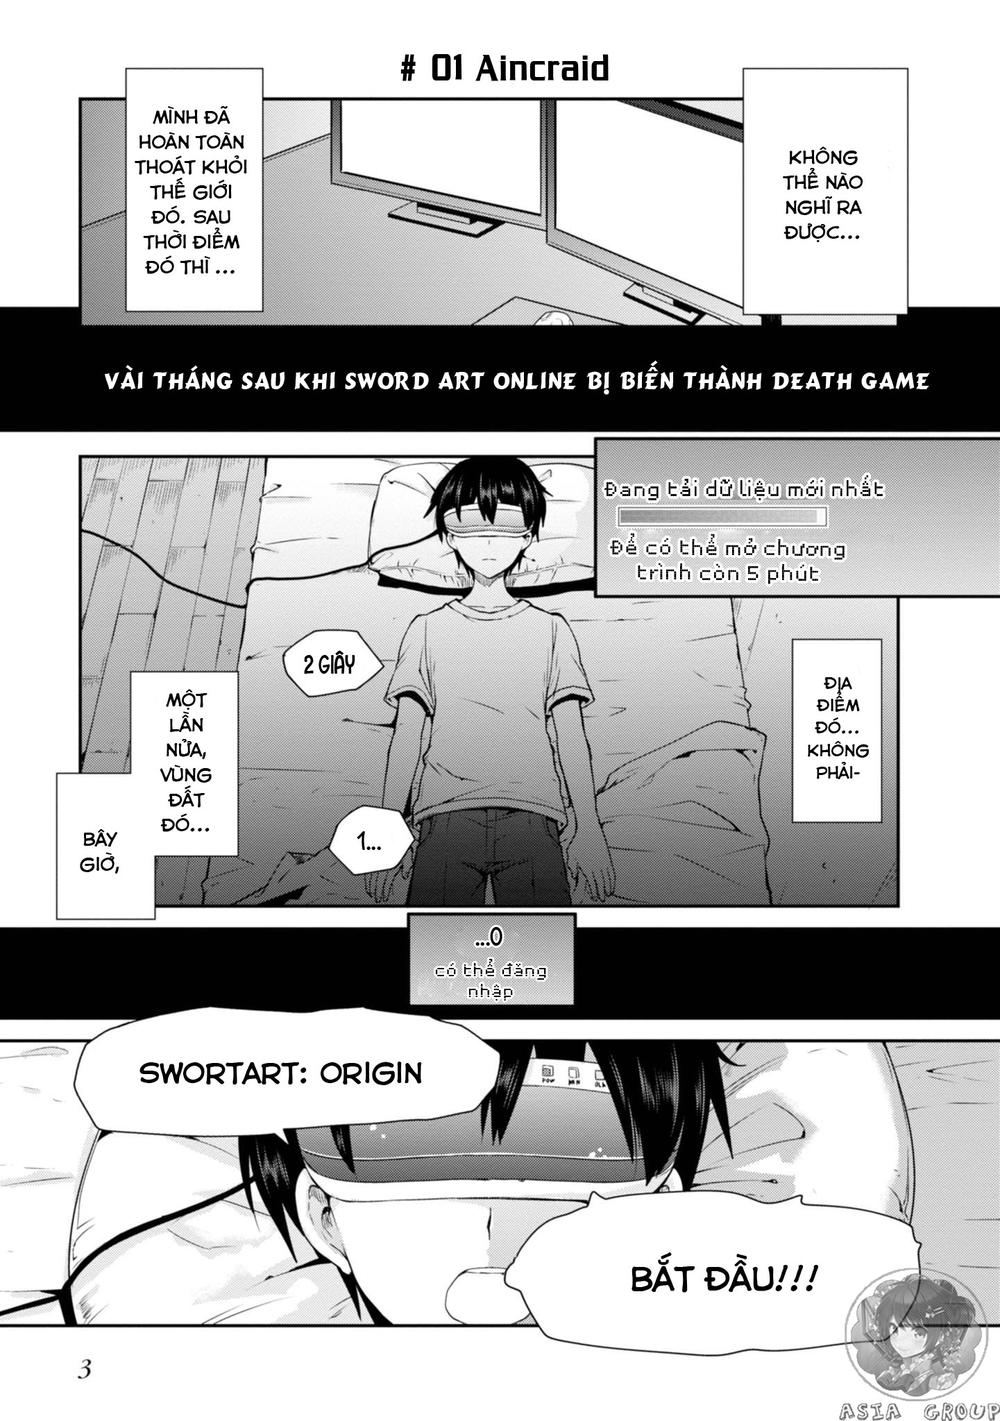 # 01 Aincraid
KHÔNG
THỂ NÀO
NGHĨ RA
ĐƯỢC...
MÌNH ĐÃ
HOÀN TOÀN
THOÁT KHỎI
THẾ GIỚI
ĐÓ. SAU
THỜI ĐIỂM
ĐÓ THÌ ...
VÀI THÁNG SAU KHI SWORD ART ONLINE BỊ BIẾN THÀNH DEATH GAME
Đang tải dữ liệu mới nhất
Để có thể mở chương
trình còn 5 phút
ĐỊA
ĐIỂM
ĐÓ...
KHÔNG
PHẢI-
2 GIÂY
MỘT
LẦN
NỬA,
VÙNG
ĐẤT
ĐÓ...
1...
BÂY
GIỜ,
...0
có thể đăng
nhập
SWORTART: ORIGIN
POW
BẮT ĐẦU!!!
3
ASIA GROUP